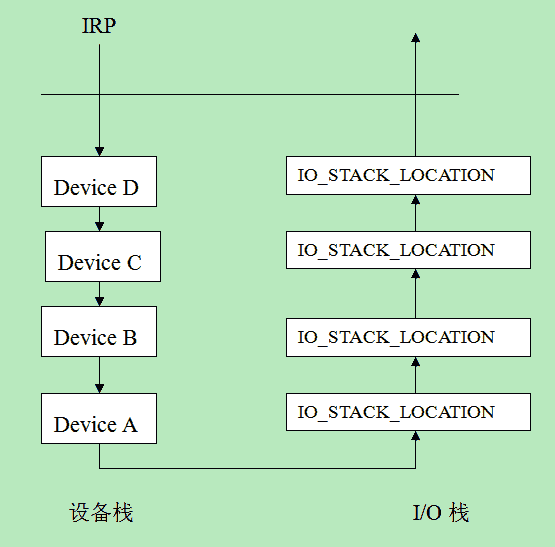 IRP
Device D
IO_STACK_LOCATION
Device C
IO_STACK_LOCATION
Device B
IO_STACK_LOCATION
Device A
IO_STACK_LOCATION
设备栈
I/O 栈